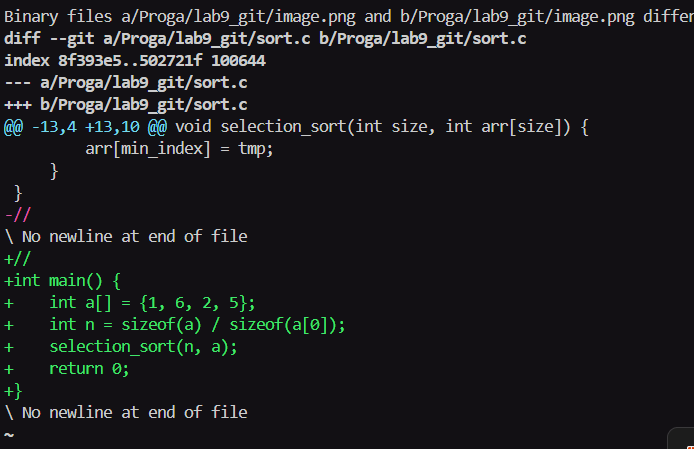 Binary files a/Proga/lab9_git/image.png and b/Proga/lab9_git/image.png differ
diff --git a/Proga/lab9_git/sort.c b/Proga/lab9_git/sort.c
index 8f393e5..502721f 100644
--- a/Proga/lab9_git/sort.c
+++ b/Proga/lab9_git/sort.c
@@ -13,4 +13,10 @@ void selection_sort(int size, int arr[size]) {
         arr[min_index] = tmp;
     }
 }
-//
\ No newline at end of file
+//
+int main() {
+    int a[] = {1, 6, 2, 5};
+    int n = sizeof(a) / sizeof(a[0]);
+    selection_sort(n, a);
+    return 0;
+}
\ No newline at end of file
~